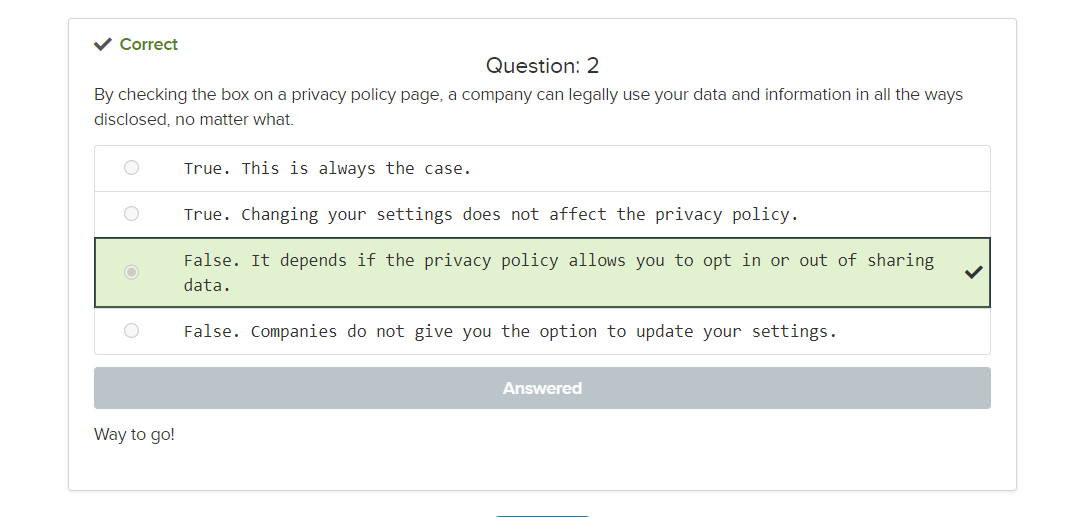 Correct
Question: 2
By checking the box on a privacy policy page, a company can legally use your data and information in all the ways
disclosed, no matter what.
True. This is always the case.
True. Changing your settings does not affect the privacy policy.
False. It depends if the privacy policy allows you to opt in or out of sharing
data.
False. Companies do not give you the option to update your settings.
Answered
Way to go!